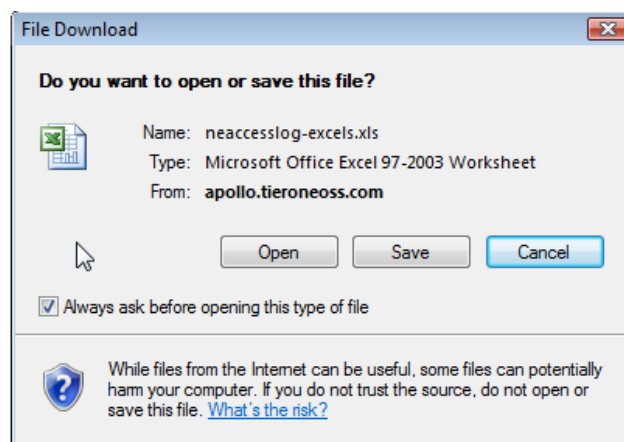 File Download
Do you want to open or save this file?
Name: neaccesslog-excels.xls
Type: Microsoft Office Excel 97-2003 Worksheet
From: apollo.tieroneoss.com
Open Save Cancel
Always ask before opening this type of file
While files from the Internet can be useful, some files can potentially
harm your computer. If you do not trust the source, do not open or
save this file. What's the risk?